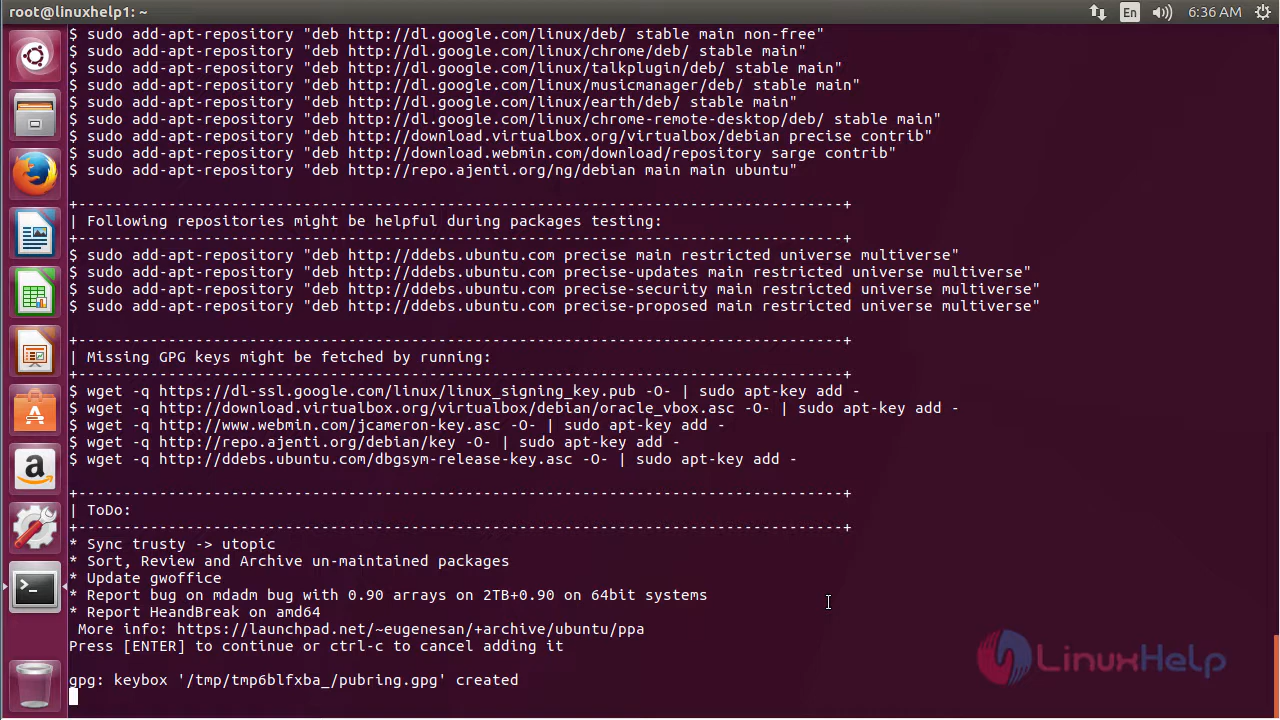 root@linuxhelp1: ~
En
6:36 AM
$ sudo add-apt-repository "deb http://dl.google.com/linux/deb/ stable main non-free"
$ sudo add-apt-repository "deb http://dl.google.com/linux/chrome/deb/ stable main"
$ sudo add-apt-repository "deb http://dl.google.com/linux/talkplugin/deb/ stable main"
$ sudo add-apt-repository "deb http://dl.google.com/linux/musicmanager/deb/ stable main"
$ sudo add-apt-repository "deb http://dl.google.com/linux/earth/deb/ stable main"
$ sudo add-apt-repository "deb http://dl.google.com/linux/chrome-remote-desktop/deb/ stable main"
$ sudo add-apt-repository "deb http://download.virtualbox.org/virtualbox/debian precise contrib"
$ sudo add-apt-repository "deb http://download.webmin.com/download/repository sarge contrib"
$ sudo add-apt-repository "deb http://repo.ajenti.org/ng/debian main main ubuntu"
+-------------------------------------------------------------------------------------+
| Following repositories might be helpful during packages testing:
+-------------------------------------------------------------------------------------+
$ sudo add-apt-repository "deb http://ddebs.ubuntu.com precise main restricted universe multiverse"
$ sudo add-apt-repository "deb http://ddebs.ubuntu.com precise-updates main restricted universe multiverse"
$ sudo add-apt-repository "deb http://ddebs.ubuntu.com precise-security main restricted universe multiverse"
$ sudo add-apt-repository "deb http://ddebs.ubuntu.com precise-proposed main restricted universe multiverse"
+-------------------------------------------------------------------------------------+
| Missing GPG keys might be fetched by running:
+-------------------------------------------------------------------------------------+
$ wget -q https://dl-ssl.google.com/linux/linux_signing_key.pub -O- | sudo apt-key add -
$ wget -q http://download.virtualbox.org/virtualbox/debian/oracle_vbox.asc -O- | sudo apt-key add -
$ wget -q http://www.webmin.com/jcameron-key.asc -O- | sudo apt-key add -
$ wget -q http://repo.ajenti.org/debian/key -O- | sudo apt-key add -
$ wget -q http://ddebs.ubuntu.com/dbgsym-release-key.asc -O- | sudo apt-key add -
+-------------------------------------------------------------------------------------+
| ToDo:
+-------------------------------------------------------------------------------------+
* Sync trusty -> utopic
* Sort, Review and Archive un-maintained packages
* Update gwoffice
* Report bug on mdadm bug with 0.90 arrays on 2TB+0.90 on 64bit systems
* Report HeandBreak on amd64
More info: https://launchpad.net/~eugenesan/+archive/ubuntu/ppa
Press [ENTER] to continue or ctrl-c to cancel adding it
gpg: keybox '/tmp/tmp6blfxba_/pubring.gpg' created
LinuxHelp